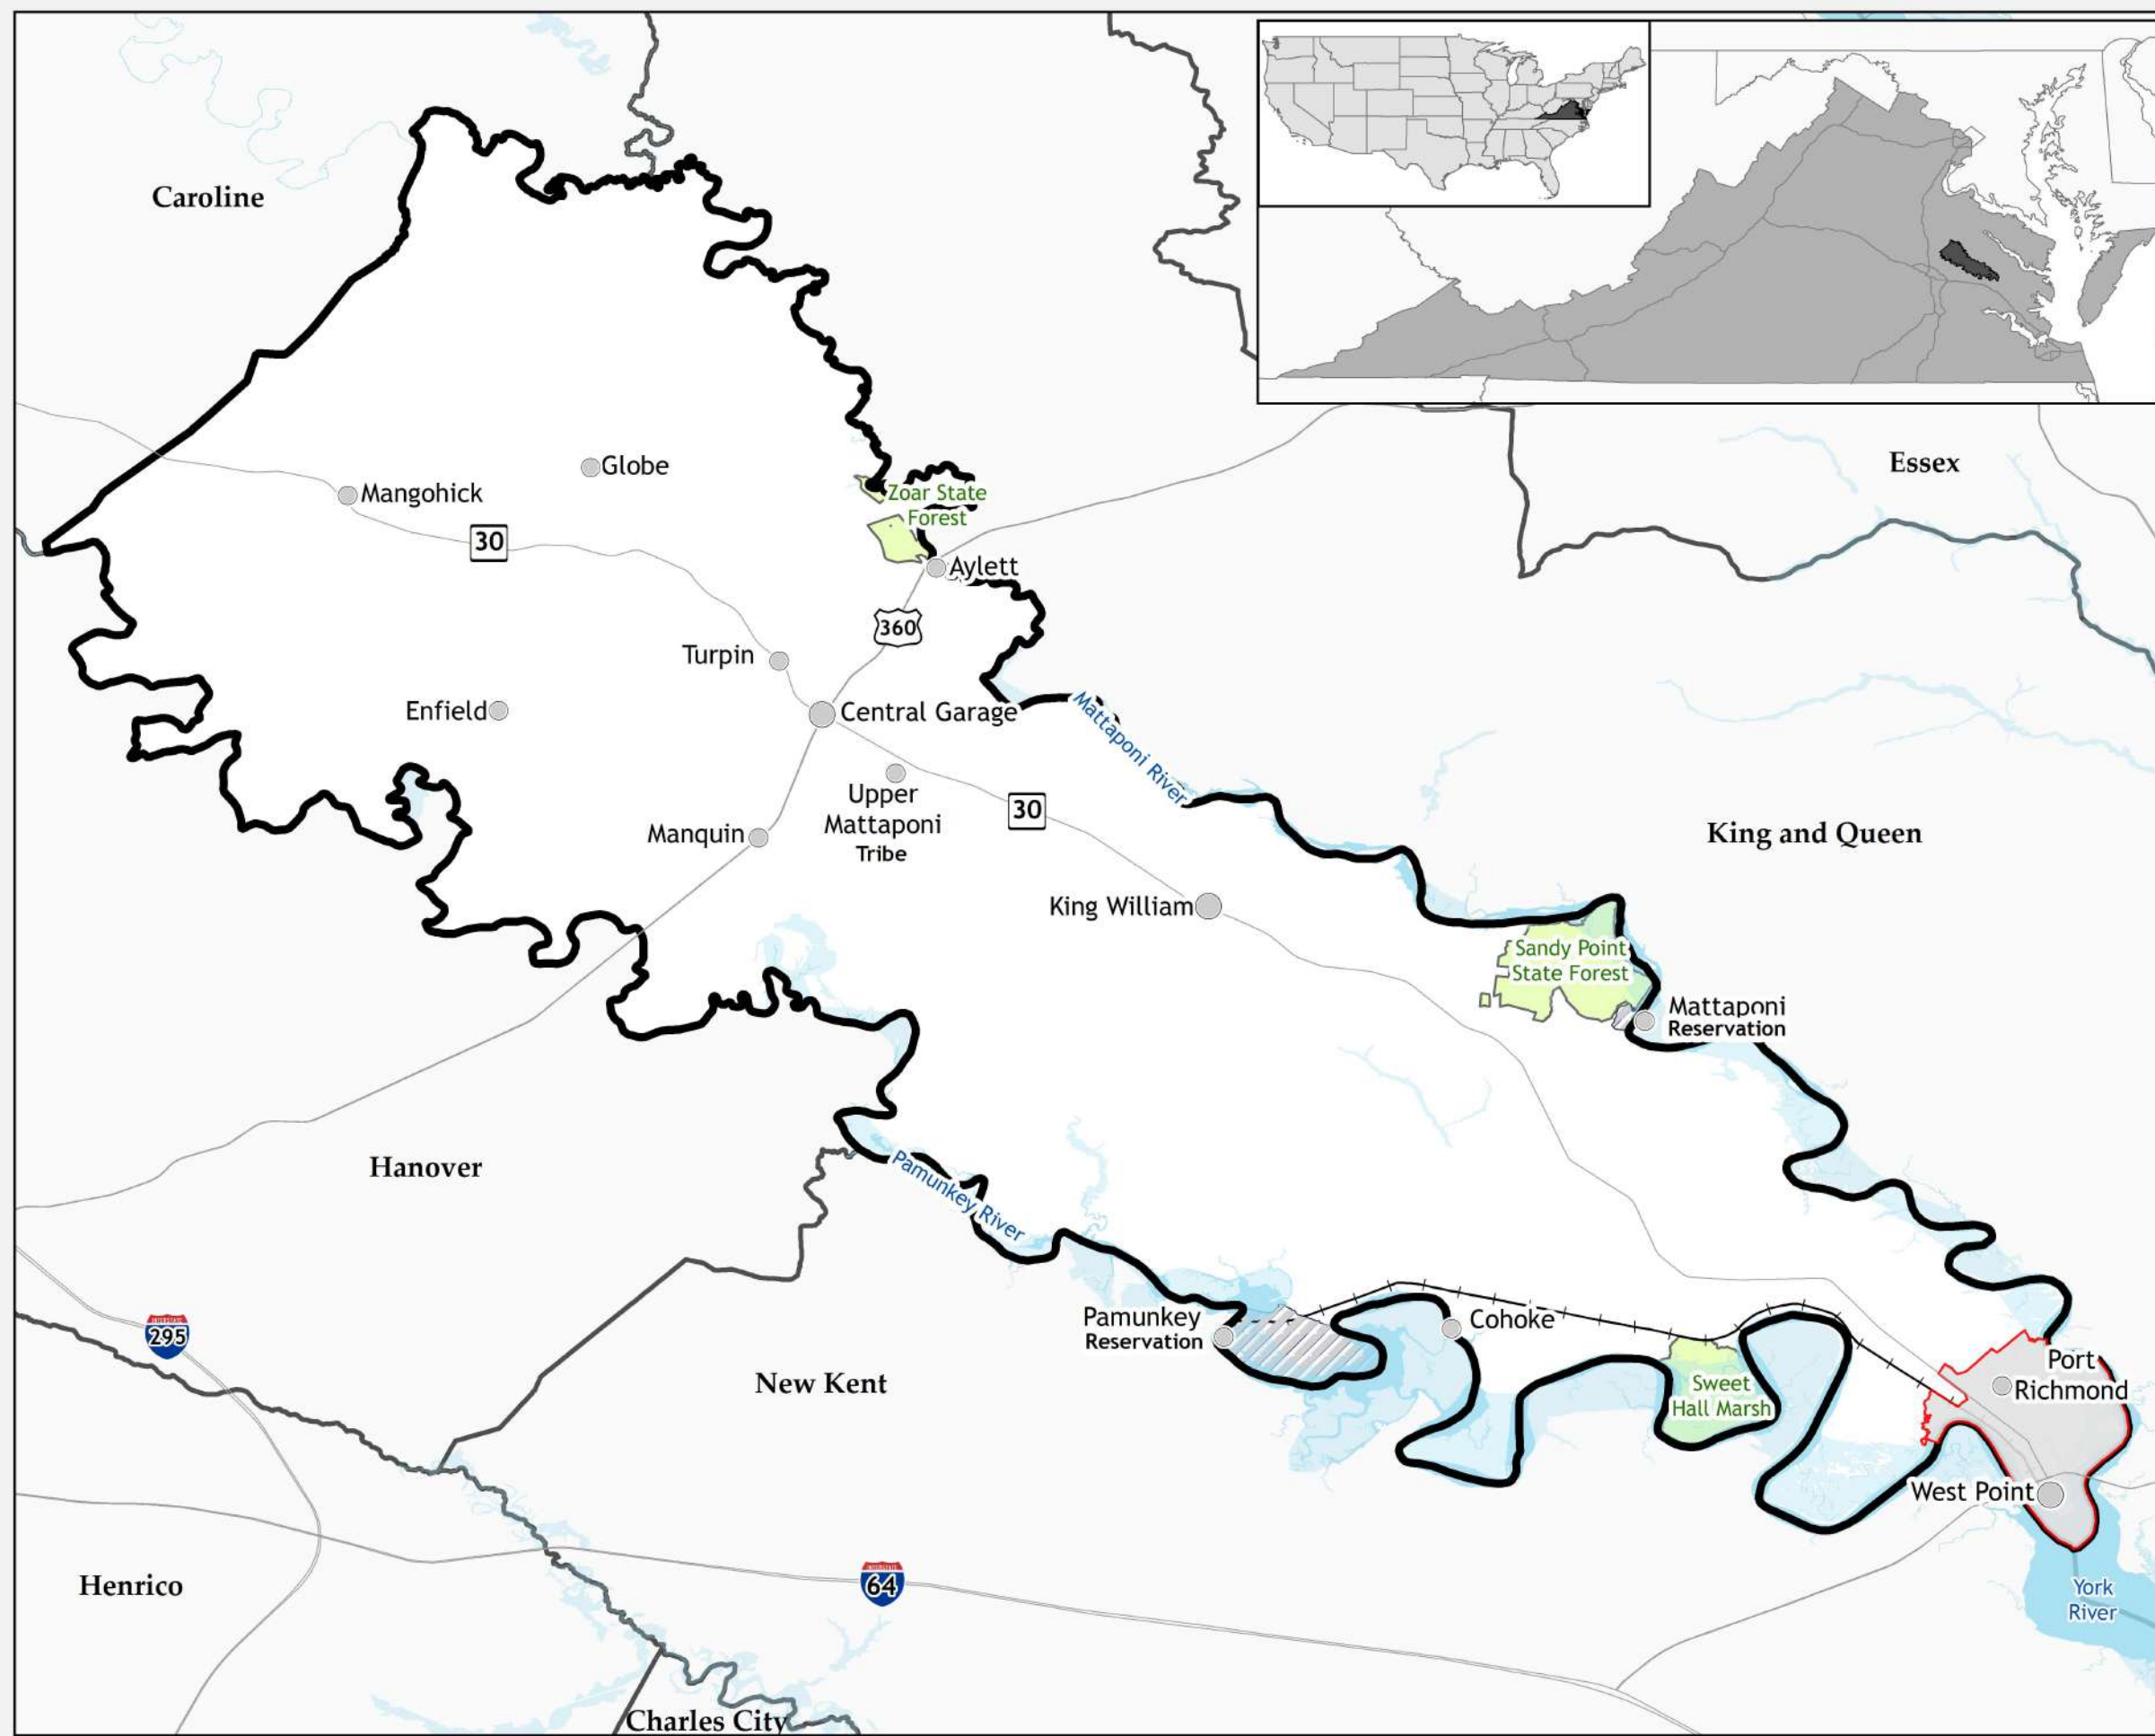 Caroline
Essex
Globe
Mangohick
Zoar State
Forest
30
Aylett
360
Turpin
Enfield
Central Garage
Mattaponi River
Upper
Mattaponi
Tribe
30
Manquin
King and Queen
King William
Sandy Point
State Forest
Mattaponi
Reservation
Hanover
Pamunkey River
Pamunkey
Reservation
Cohoke
INTERSTATE
295
New Kent
Sweet
Hall Marsh
Port
Richmond
West Point
Henrico
INTERSTATE
64
York
River
Charles City